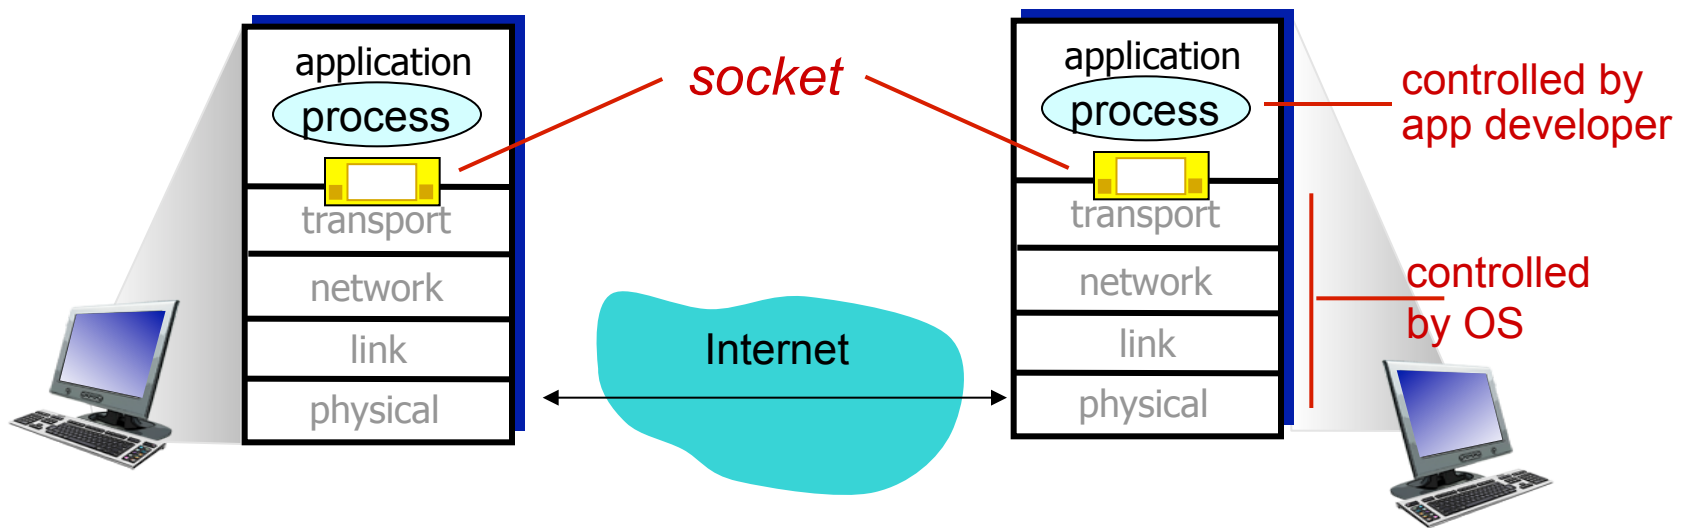 application
process
transport
network
link
physical
socket
Internet
application
process
transport
network
link
physical
controlled by
app developer
controlled
by OS